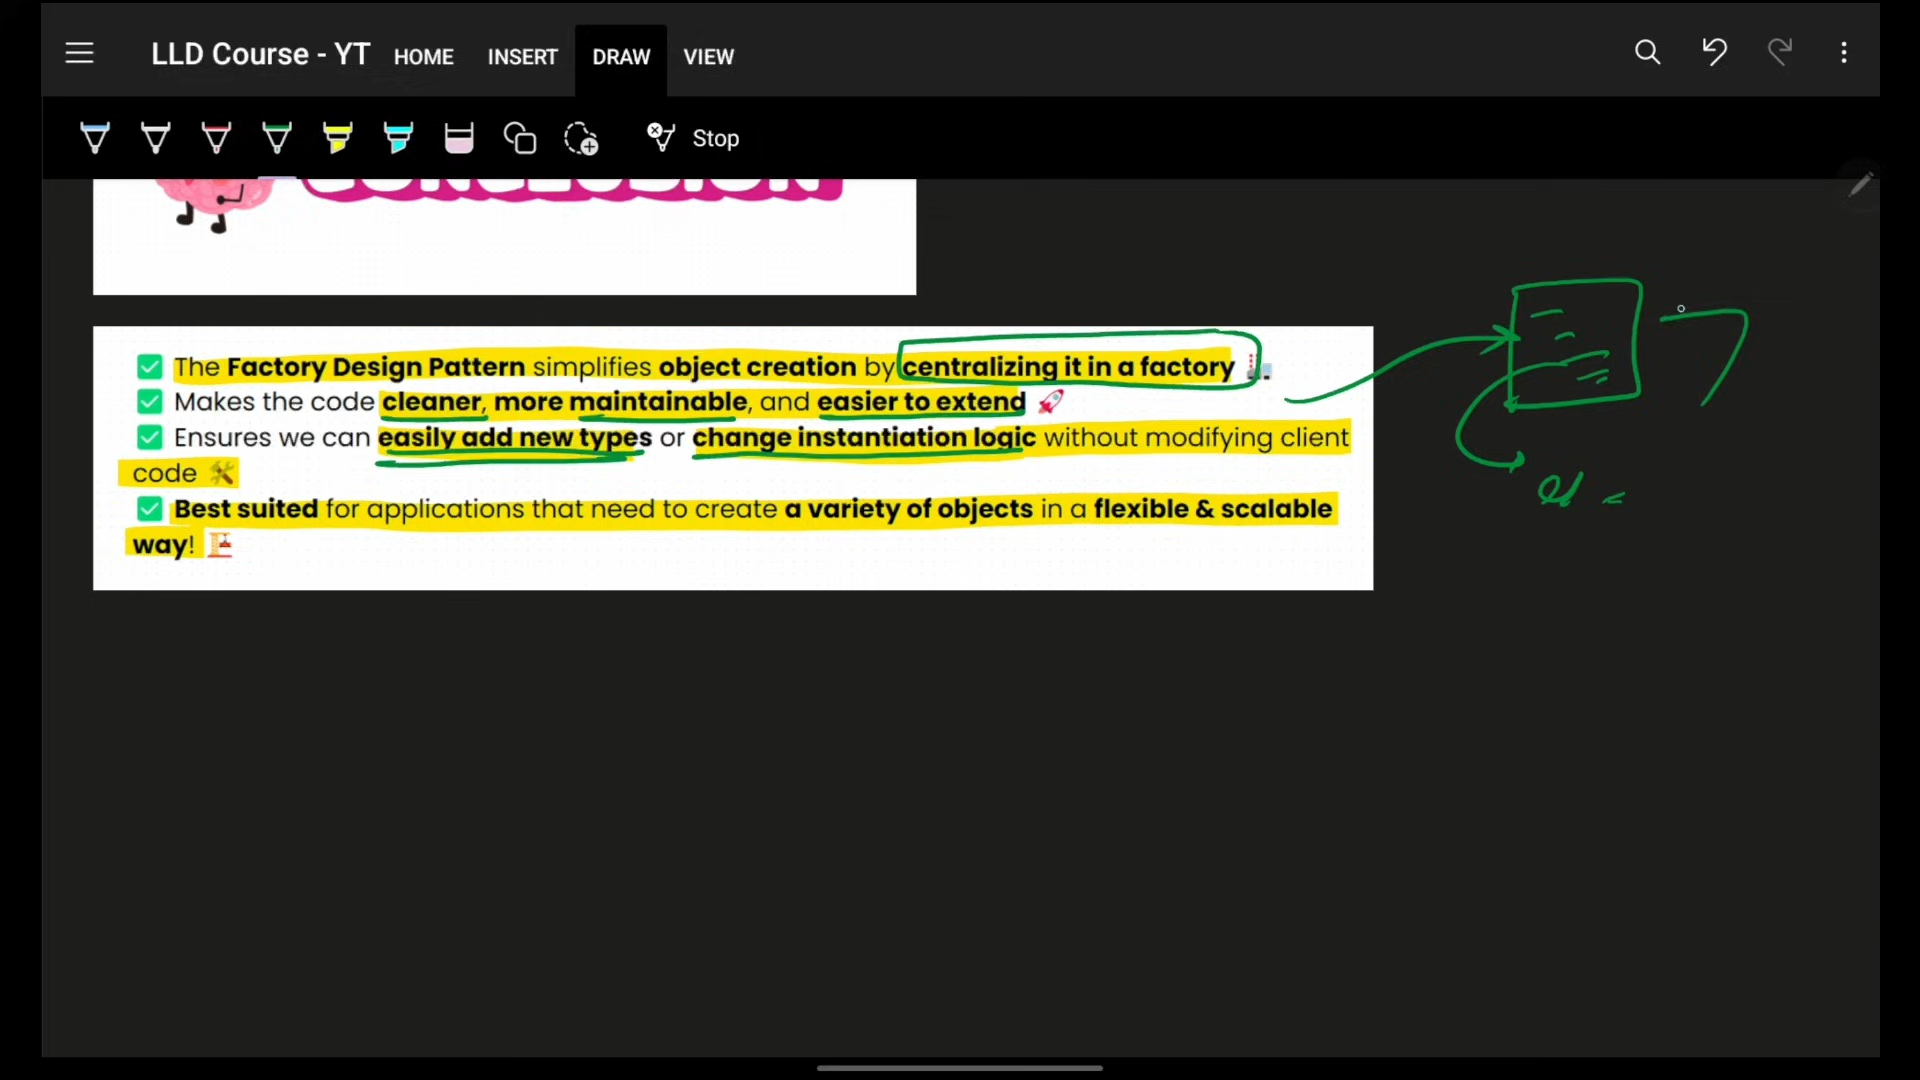 LLD Course - YT HOME INSERT DRAW VIEW
Stop
✅ The Factory Design Pattern simplifies object creation by centralizing it in a factory 🏭
✅ Makes the code cleaner, more maintainable, and easier to extend 🚀
✅ Ensures we can easily add new types or change instantiation logic without modifying client
code 🛠️
✅ Best suited for applications that need to create a variety of objects in a flexible & scalable
way! 🏗️